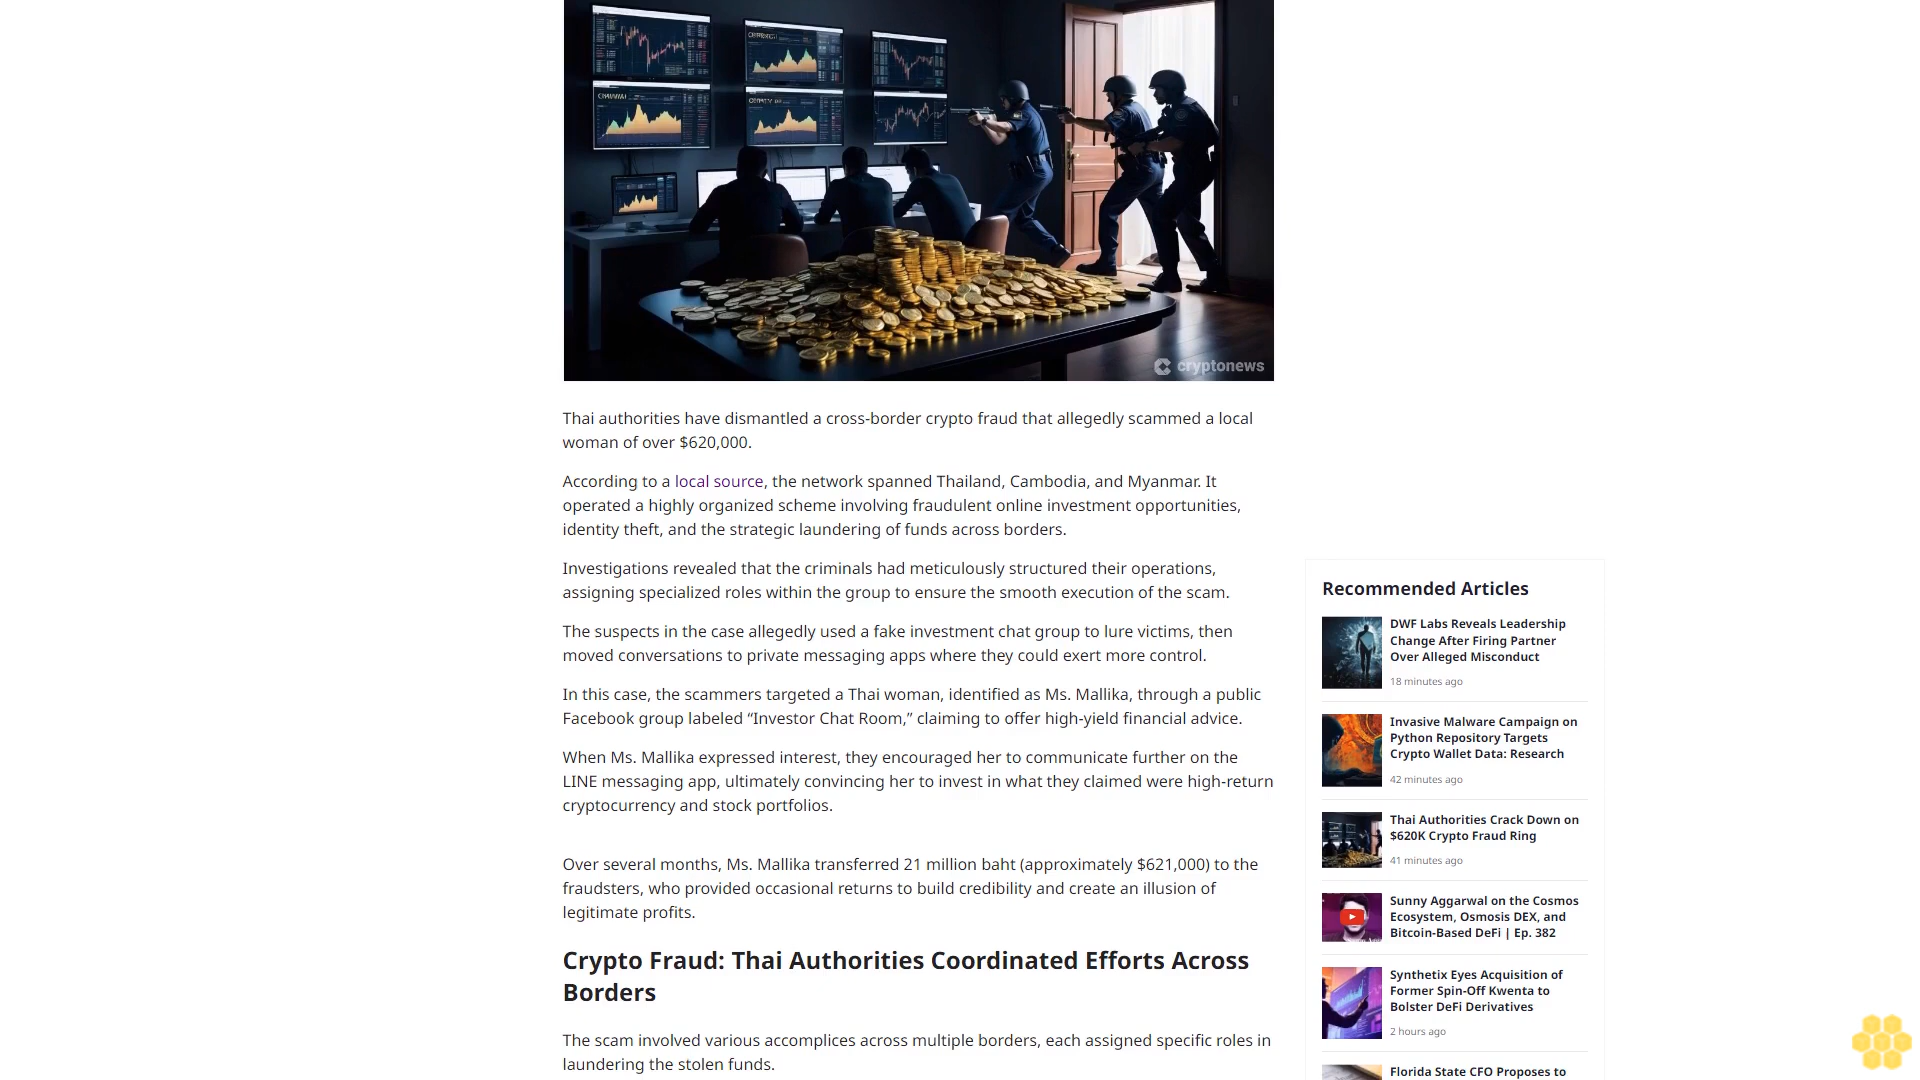 cryptonews
Thai authorities have dismantled a cross-border crypto fraud that allegedly scammed a local
woman of over $620,000.
According to a local source, the network spanned Thailand, Cambodia, and Myanmar. It
operated a highly organized scheme involving fraudulent online investment opportunities,
identity theft, and the strategic laundering of funds across borders.
Investigations revealed that the criminals had meticulously structured their operations,
assigning specialized roles within the group to ensure the smooth execution of the scam.
The suspects in the case allegedly used a fake investment chat group to lure victims, then
moved conversations to private messaging apps where they could exert more control.
In this case, the scammers targeted a Thai woman, identified as Ms. Mallika, through a public
Facebook group labeled “Investor Chat Room,” claiming to offer high-yield financial advice.
When Ms. Mallika expressed interest, they encouraged her to communicate further on the
LINE messaging app, ultimately convincing her to invest in what they claimed were high-return
cryptocurrency and stock portfolios.
Over several months, Ms. Mallika transferred 21 million baht (approximately $621,000) to the
fraudsters, who provided occasional returns to build credibility and create an illusion of
legitimate profits.
Crypto Fraud: Thai Authorities Coordinated Efforts Across
Borders
The scam involved various accomplices across multiple borders, each assigned specific roles in
laundering the stolen funds.
Recommended Articles
DWF Labs Reveals Leadership
Change After Firing Partner
Over Alleged Misconduct
18 minutes ago
Invasive Malware Campaign on
Python Repository Targets
Crypto Wallet Data: Research
42 minutes ago
Thai Authorities Crack Down on
$620K Crypto Fraud Ring
41 minutes ago
Sunny Aggarwal on the Cosmos
Ecosystem, Osmosis DEX, and
Bitcoin-Based DeFi | Ep. 382
Synthetix Eyes Acquisition of
Former Spin-Off Kwenta to
Bolster DeFi Derivatives
2 hours ago
Florida State CFO Proposes to